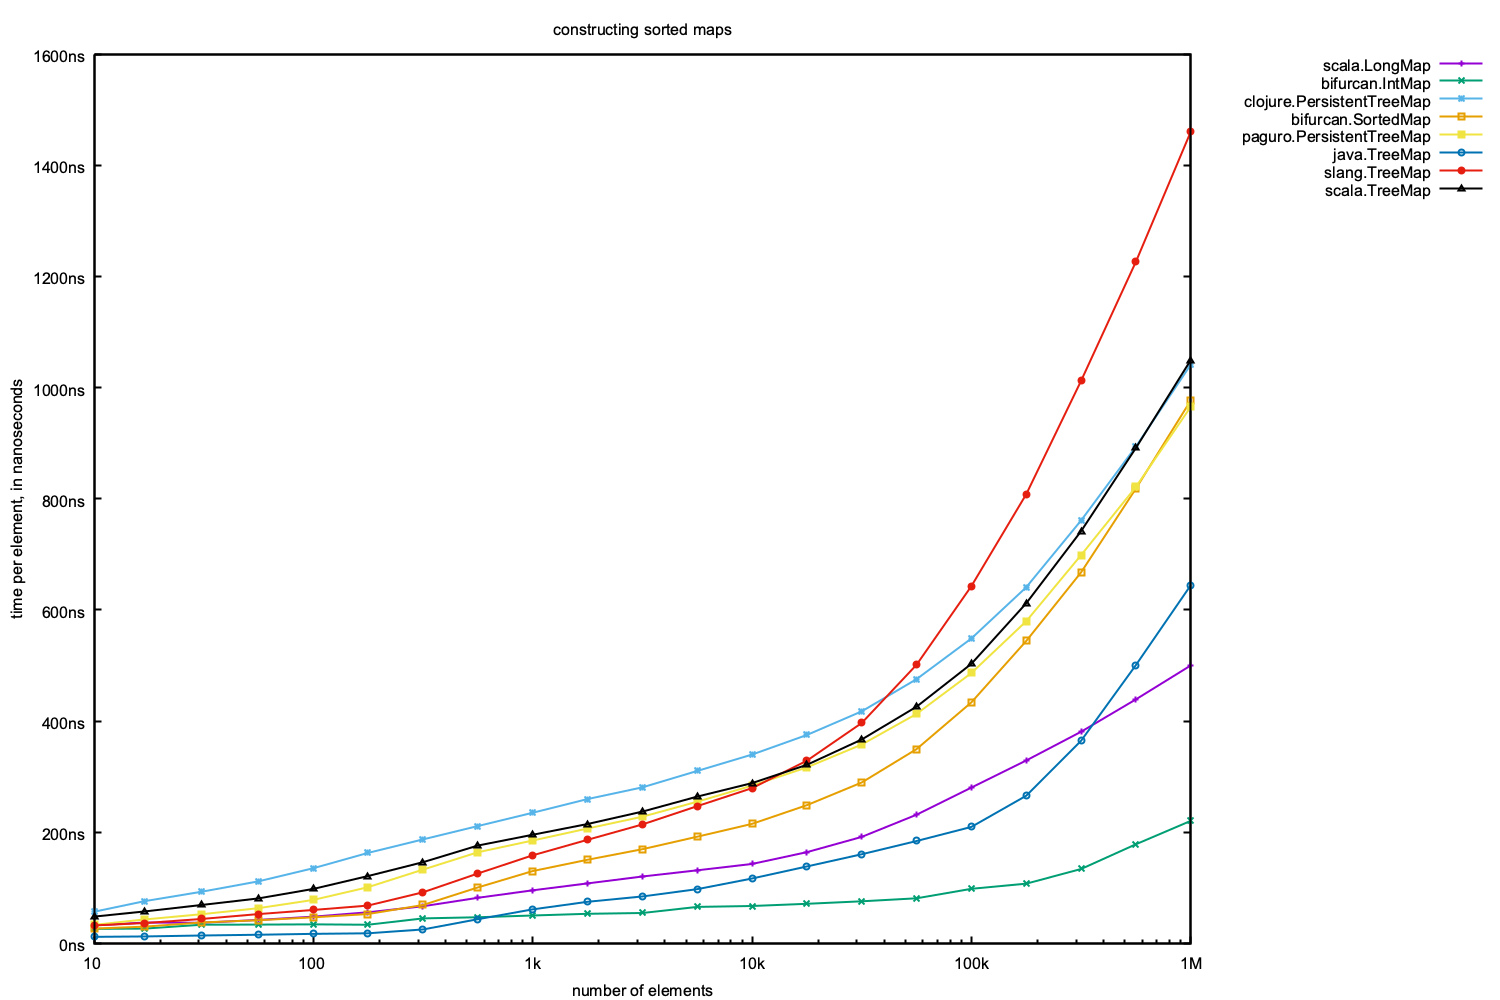 constructing sorted maps
1600ns
1400ns
1200ns
1000ns
800ns
600ns
400ns
200ns
0ns
time per element, in nanoseconds
10
100
1k
10k
100k
1M
number of elements
scala.LongMap
bifurcan.IntMap
clojure.PersistentTreeMap
bifurcan.SortedMap
paguro.PersistentTreeMap
java.TreeMap
slang.TreeMap
scala.TreeMap